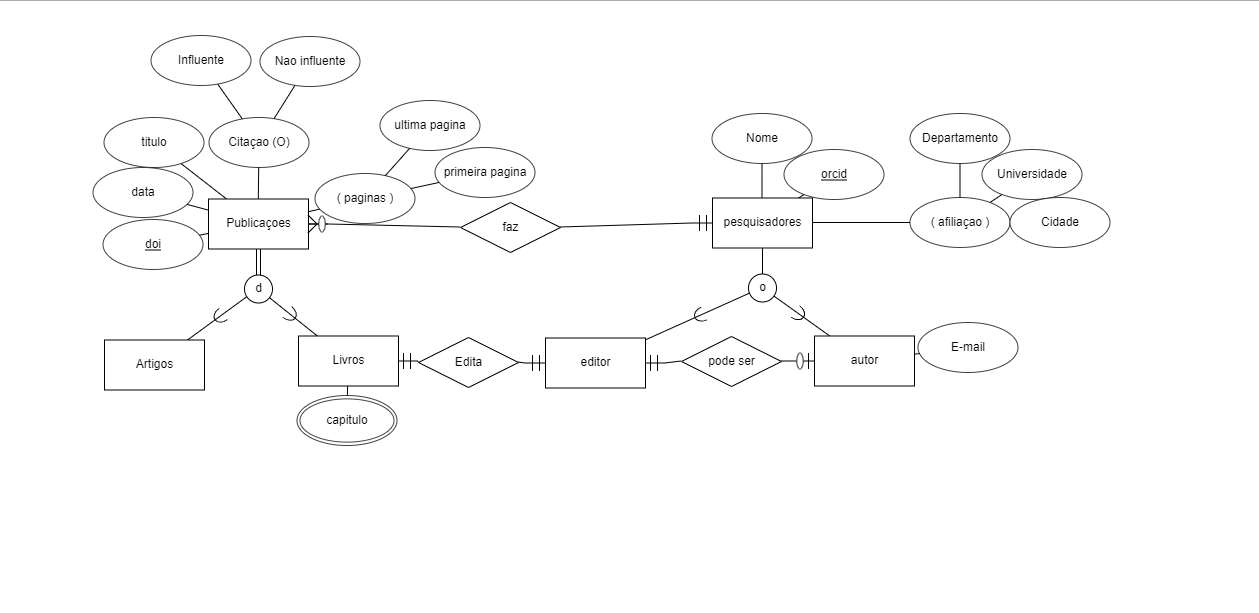 Influente
Nao influente
ultima pagina
titulo
Citaçao (O)
Nome
Departamento
primeira pagina
orcid
Universidade
data
( paginas )
Publicaçoes
faz
pesquisadores
( afiliaçao )
Cidade
doi
d
o
Artigos
Livros
Edita
editor
pode ser
autor
E-mail
capitulo